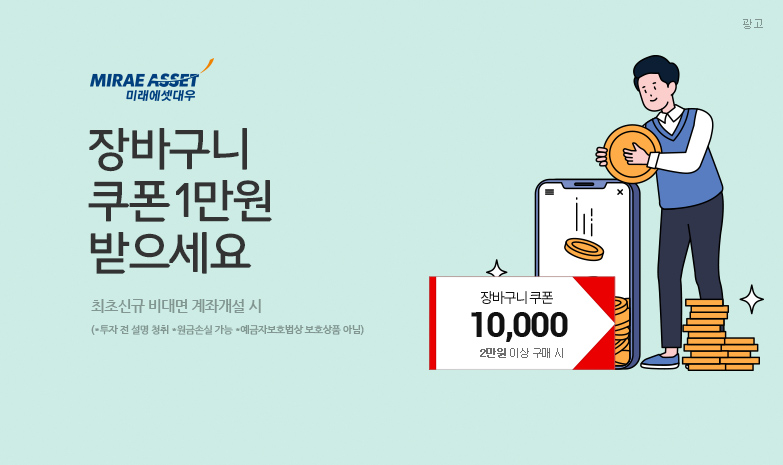 광고
MIRAE ASSET
미래에셋대우
장바구니
쿠폰 1만원
받으세요
최초신규 비대면 계좌개설 시
(*투자 전 설명 청취 *원금손실 가능 *예금자보호법상 보호상품 아님)
장바구니 쿠폰
10,000
2만원 이상 구매 시